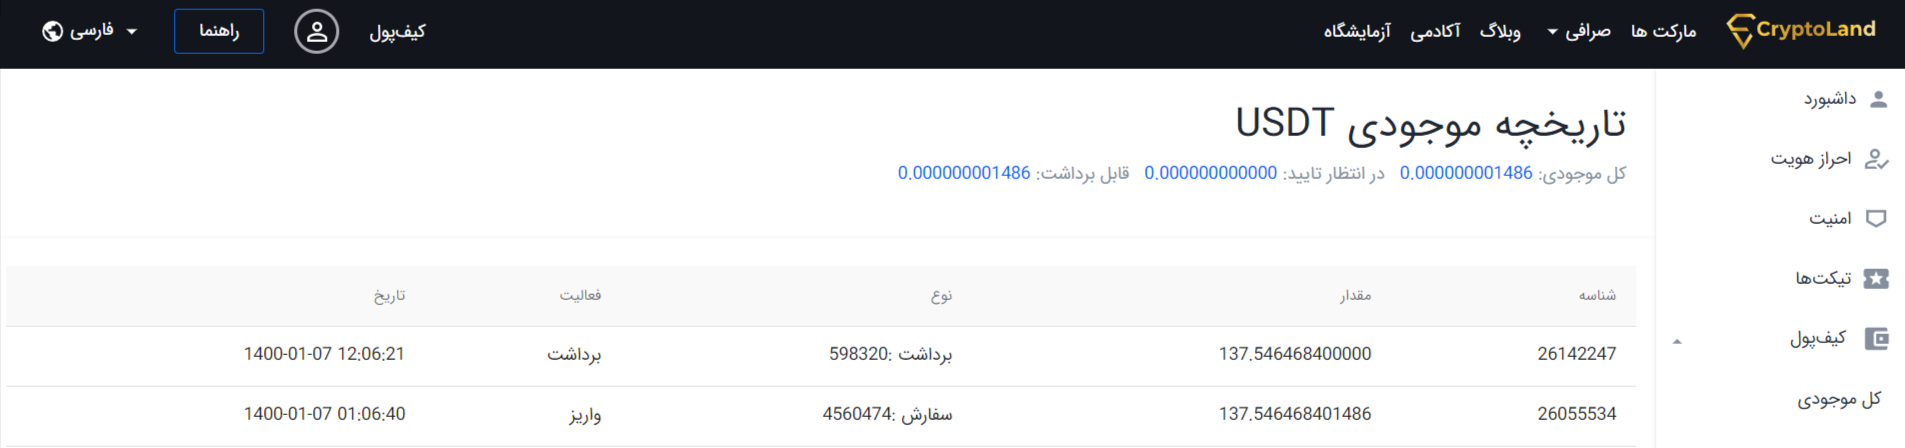 CryptoLand
مارکت ها
صرافی
وبلاگ
آکادمی
آزمایشگاه
کیف‌پول
راهنما
فارسی
داشبورد
احراز هویت
امنیت
تیکت‌ها
کیف‌پول
کل موجودی
تاریخچه موجودی USDT
کل موجودی: 0.000000001486 در انتظار تایید: 0.000000000000 قابل برداشت: 0.000000001486
شناسه مقدار نوع فعالیت تاریخ
26142247 137.546468400000 برداشت :598320 برداشت 1400-01-07 12:06:21
26055534 137.546468401486 سفارش :4560474 واریز 1400-01-07 01:06:40